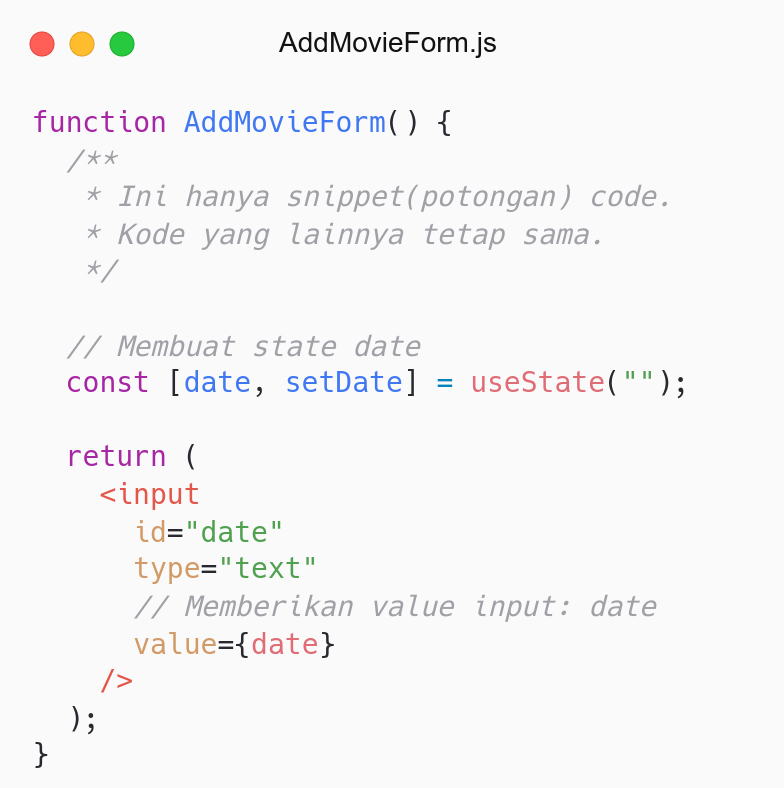 AddMovieForm.js
function AddMovieForm() {
  /**
   * Ini hanya snippet(potongan) code.
   * Kode yang lainnya tetap sama.
   */
  // Membuat state date
  const [date, setDate] = useState("");
  return (
    <input
      id="date"
      type="text"
      // Memberikan value input: date
      value={date}
    />
  );
}